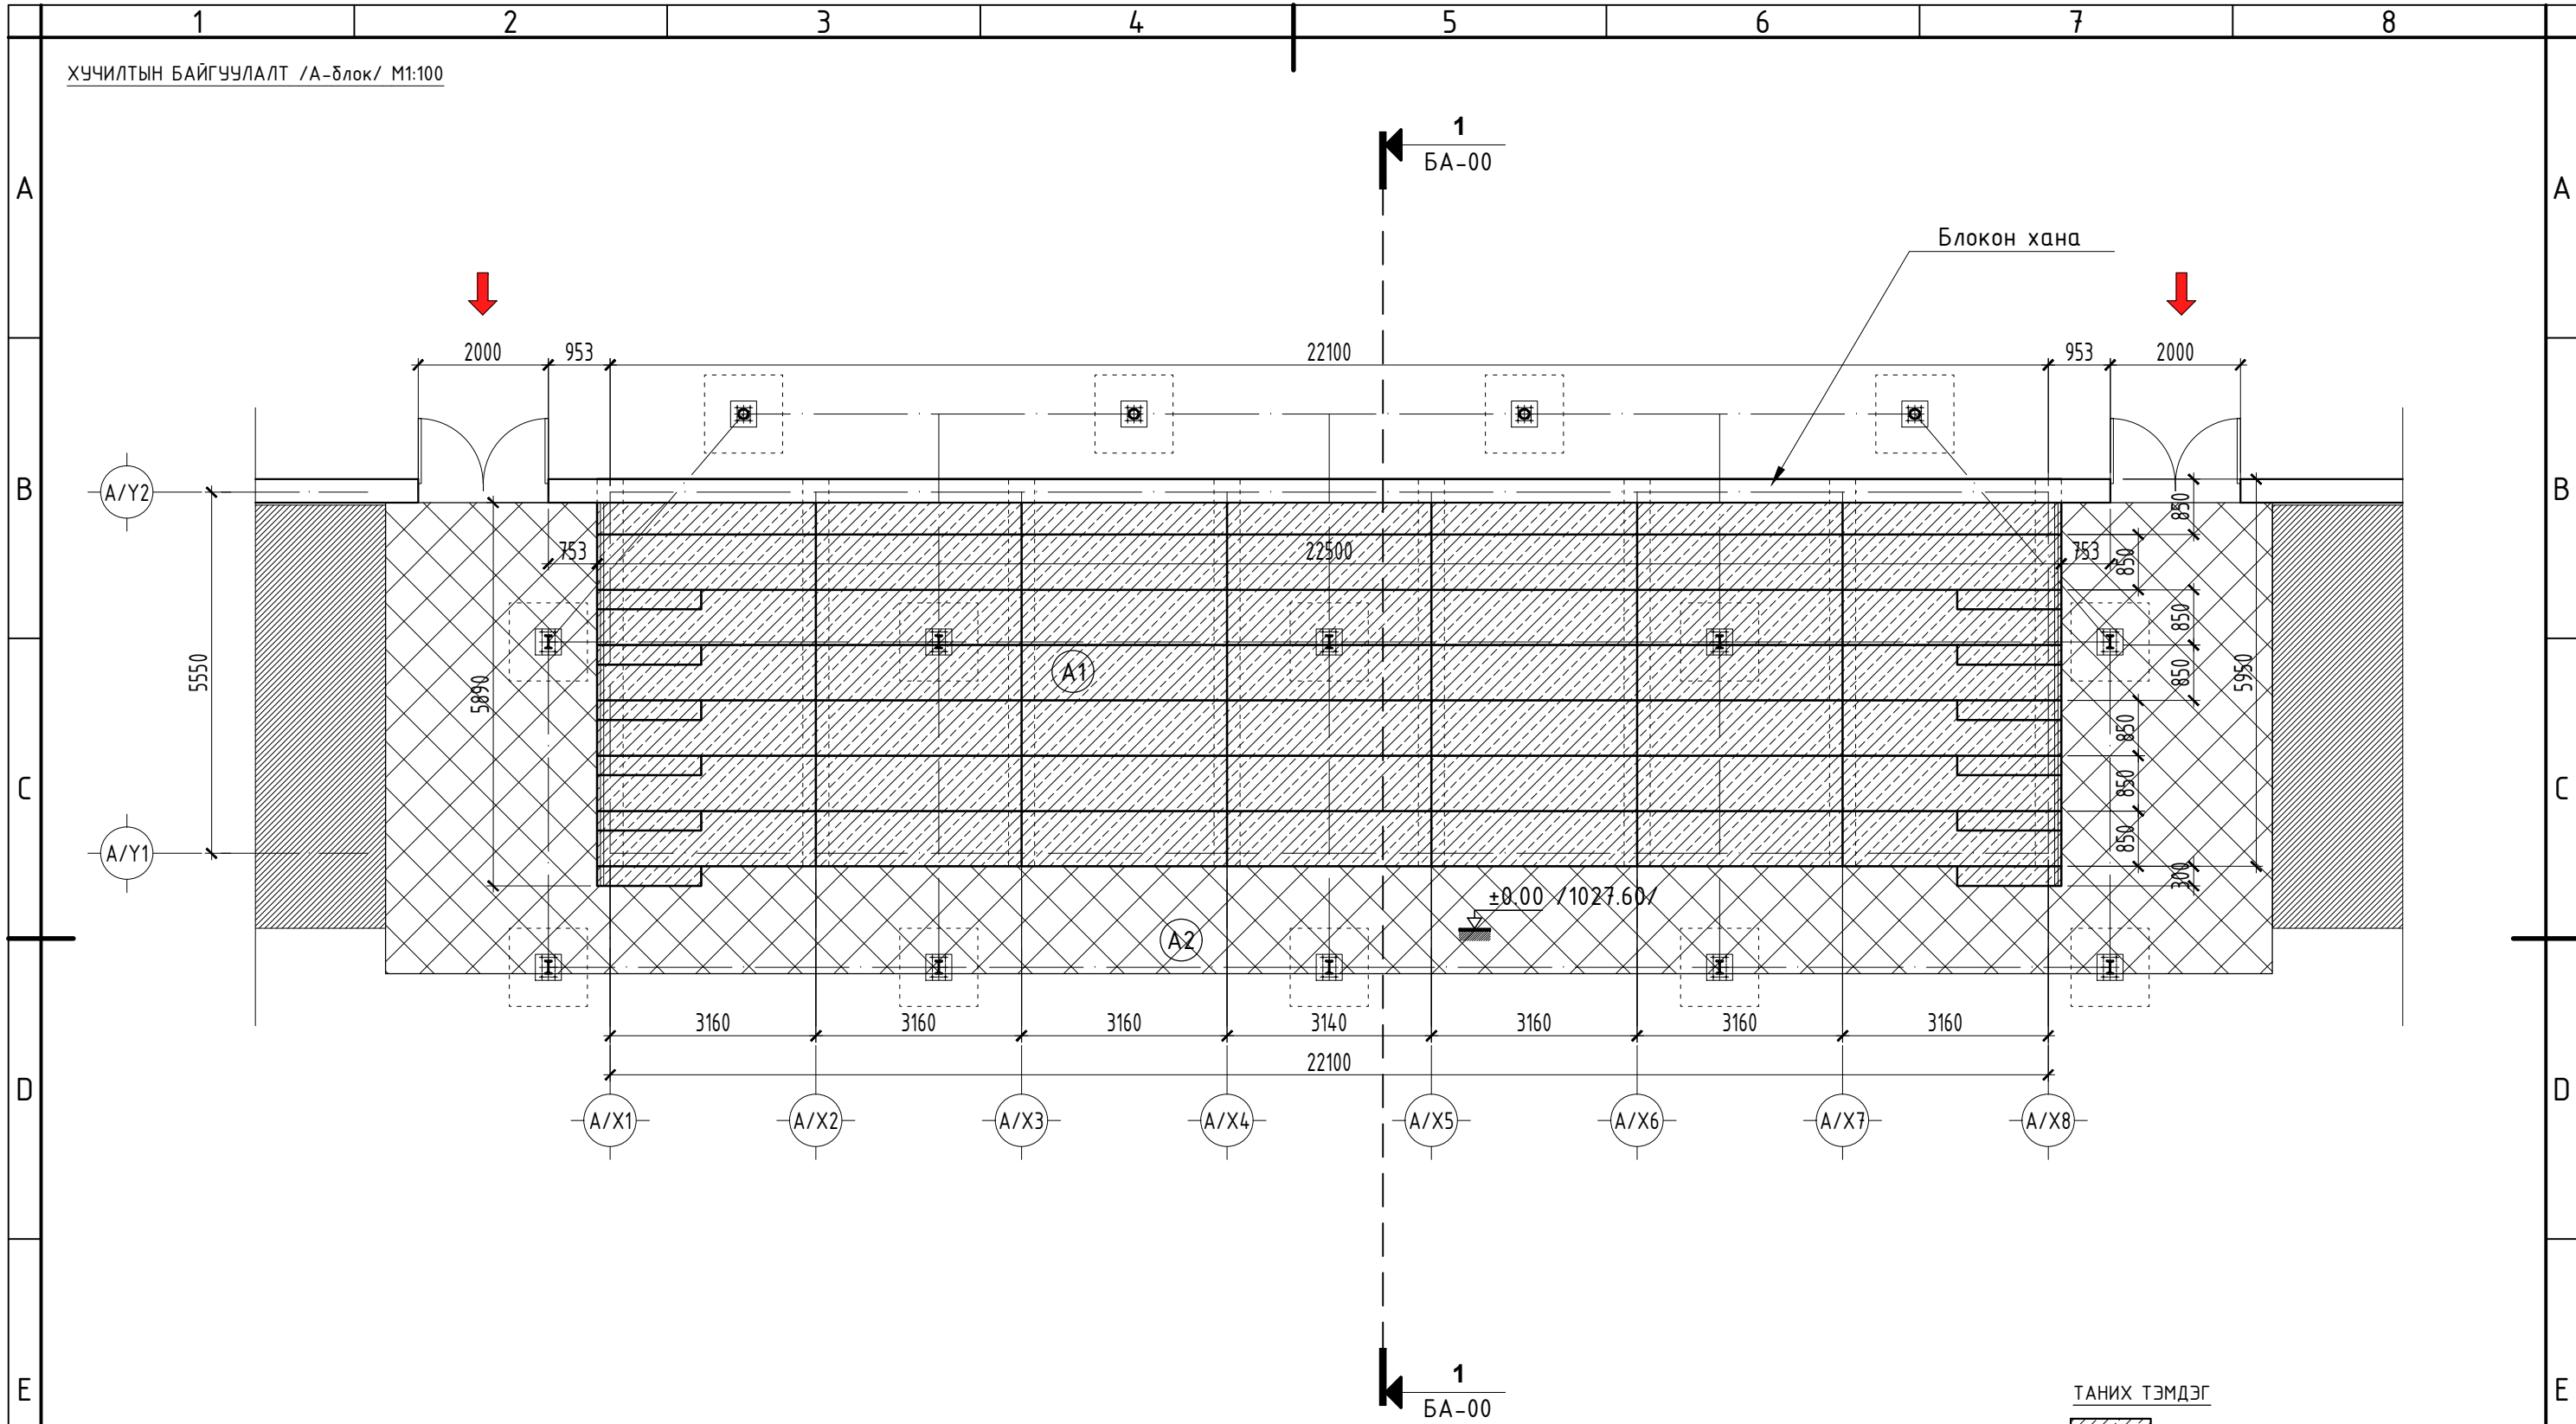 1 2 3 4 5 6 7 8
ХУЧИЛТЫН БАЙГУУЛАЛТ /А-блок/ М1:100
1
БА-00
A A
Блокон хана
2000 953 22100 953 2000
B B
А/Y2
850
753 22500 753
850
850
5550
5890
А1
850
5950
850
C C
850
А/Y1
850
300
±0.00 /1027.60/
А2
3160 3160 3160 3140 3160 3160 3160
22100
D D
А/X1 А/X2 А/X3 А/X4 А/X5 А/X6 А/X7 А/X8
1
БА-00
E E
ТАНИХ ТЭМДЭГ